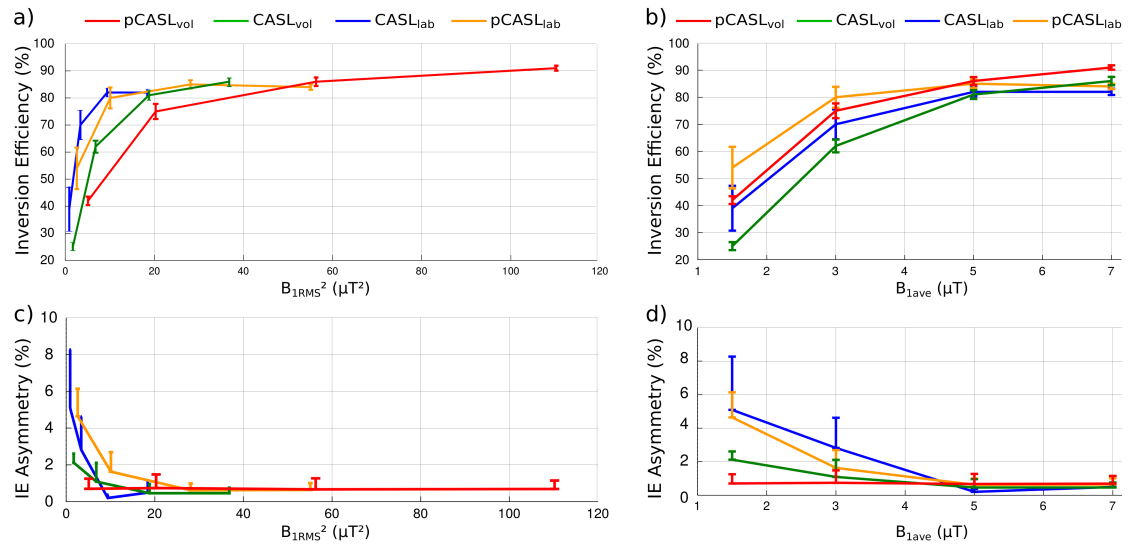 a) pCASLvol CASLvol CASLlab pCASLlab
100
90
80
70
60
50
40
30
20
Inversion Efficiency (%)
0 20 40 60 80 100 120
B1RMS² (μT²)
b) pCASLvol CASLvol CASLlab pCASLlab
100
90
80
70
60
50
40
30
20
Inversion Efficiency (%)
1 2 3 4 5 6 7
B1ave (μT)
c)
10
8
6
4
2
0
IE Asymmetry (%)
0 20 40 60 80 100 120
B1RMS² (μT²)
d)
10
8
6
4
2
0
IE Asymmetry (%)
1 2 3 4 5 6 7
B1ave (μT)